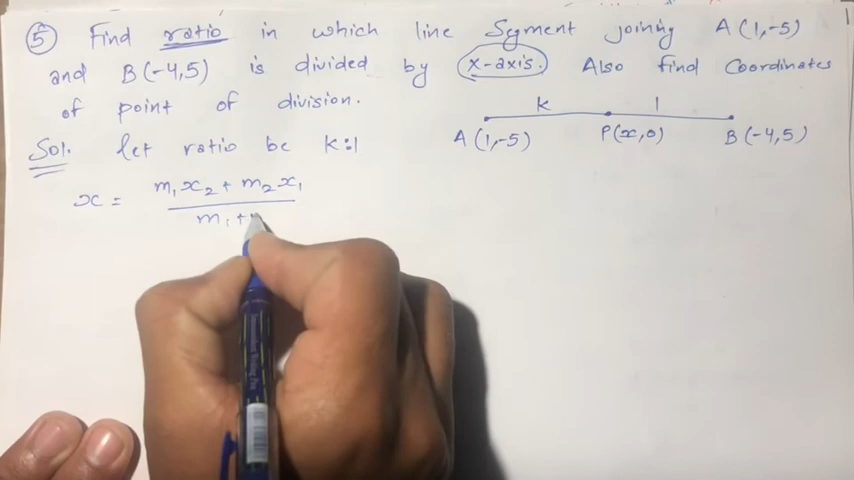 5 Find ratio in which line Segment joining A(1,-5)
and B(-4,5) is divided by x-axis. Also find Coordinates
of point of division.
k 1
A(1,-5) P(x,0) B(-4,5)
Sol. let ratio be k:1
x = m₁x₂ + m₂x₁
m₁+